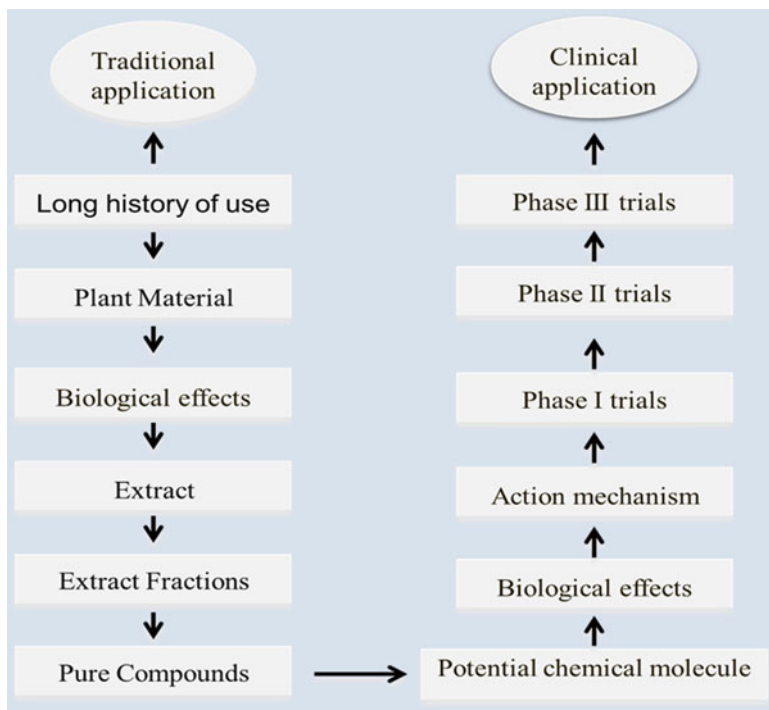 Traditional
application
Long history of use
Plant Material
Biological effects
Extract
Extract Fractions
Pure Compounds
Clinical
application
Phase III trials
Phase II trials
Phase I trials
Action mechanism
Biological effects
Potential chemical molecule